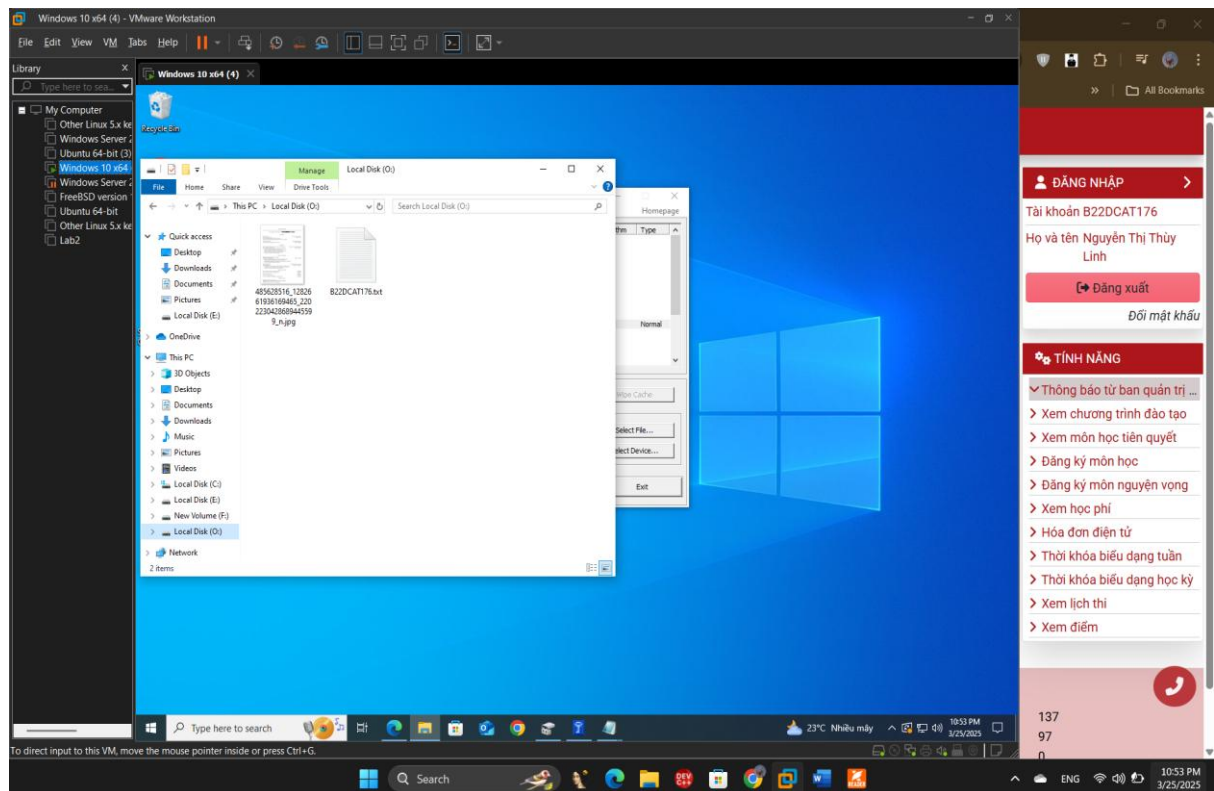 Windows 10 x64 (4) - VMware Workstation
File Edit View VM Tabs Help
Library
Type here to sea...
My Computer
Other Linux 5.x ke
Windows Server 2
Ubuntu 64-bit (3)
Windows 10 x64
Windows Server 2
FreeBSD version
Ubuntu 64-bit
Other Linux 5.x ke
Lab2
Windows 10 x64 (4)
Recycle Bin
Manage Local Disk (O:)
File Home Share View Drive Tools
This PC > Local Disk (O:) Search Local Disk (O:)
Quick access
Desktop
Downloads
Documents
Pictures
Local Disk (E:)
OneDrive
This PC
3D Objects
Desktop
Documents
Downloads
Music
Pictures
Videos
Local Disk (C:)
Local Disk (E:)
New Volume (F:)
Local Disk (O:)
Network
2 items
485628516_12826
61936169465_220
223042868944559
9_n.jpg
B22DCAT176.txt
Homepage
thm Type
Normal
Wipe Cache
Select File...
elect Device...
Exit
Type here to search
23°C Nhiều mây
10:53 PM
3/25/2025
To direct input to this VM, move the mouse pointer inside or press Ctrl+G.
All Bookmarks
ĐĂNG NHẬP
Tài khoản B22DCAT176
Họ và tên Nguyễn Thị Thùy
Linh
Đăng xuất
Đổi mật khẩu
TÍNH NĂNG
Thông báo từ ban quản trị ...
Xem chương trình đào tạo
Xem môn học tiên quyết
Đăng ký môn học
Đăng ký môn nguyện vọng
Xem học phí
Hóa đơn điện tử
Thời khóa biểu dạng tuần
Thời khóa biểu dạng học kỳ
Xem lịch thi
Xem điểm
137
97
0
Search
ENG
10:53 PM
3/25/2025